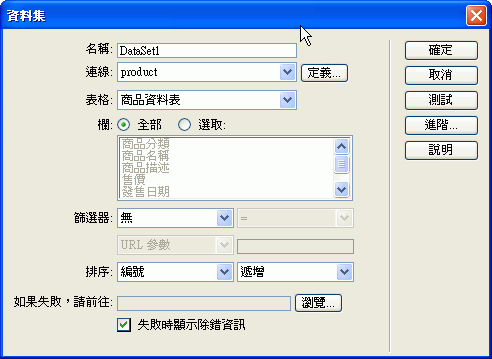 資料集
名稱: DataSet1 確定
連線: product 定義... 取消
表格: 商品資料表 測試
欄: 全部 選取: 進階...
商品分類 說明
商品名稱
商品描述
售價
發售日期
篩選器: 無 =
URL 參數
排序: 編號 遞增
如果失敗，請前往: 瀏覽...
失敗時顯示除錯資訊